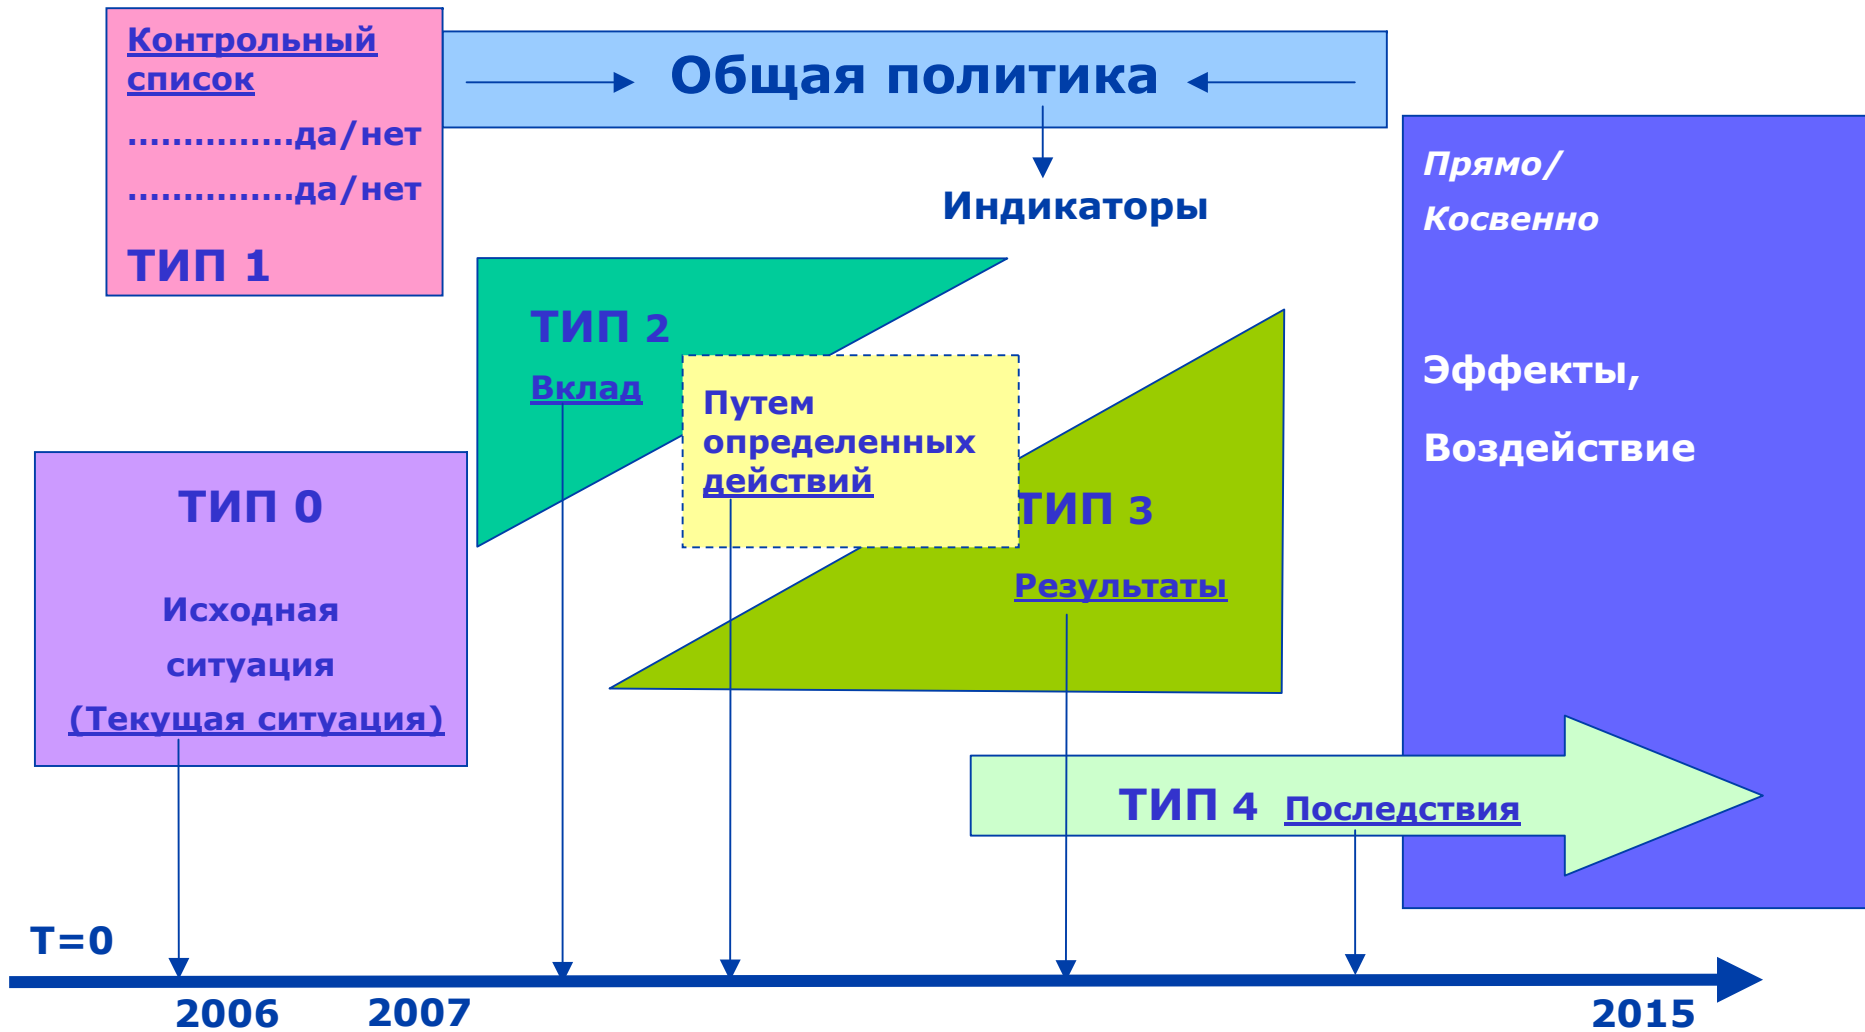 Контрольный
список
...............да/нет
...............да/нет
ТИП 1
Общая политика
Индикаторы
Прямо/
Косвенно
Эффекты,
Воздействие
ТИП 2
Вклад
Путем
определенных
действий
ТИП 3
Результаты
ТИП 0
Исходная
ситуация
(Текущая ситуация)
ТИП 4 Последствия
T=0
2006
2007
2015